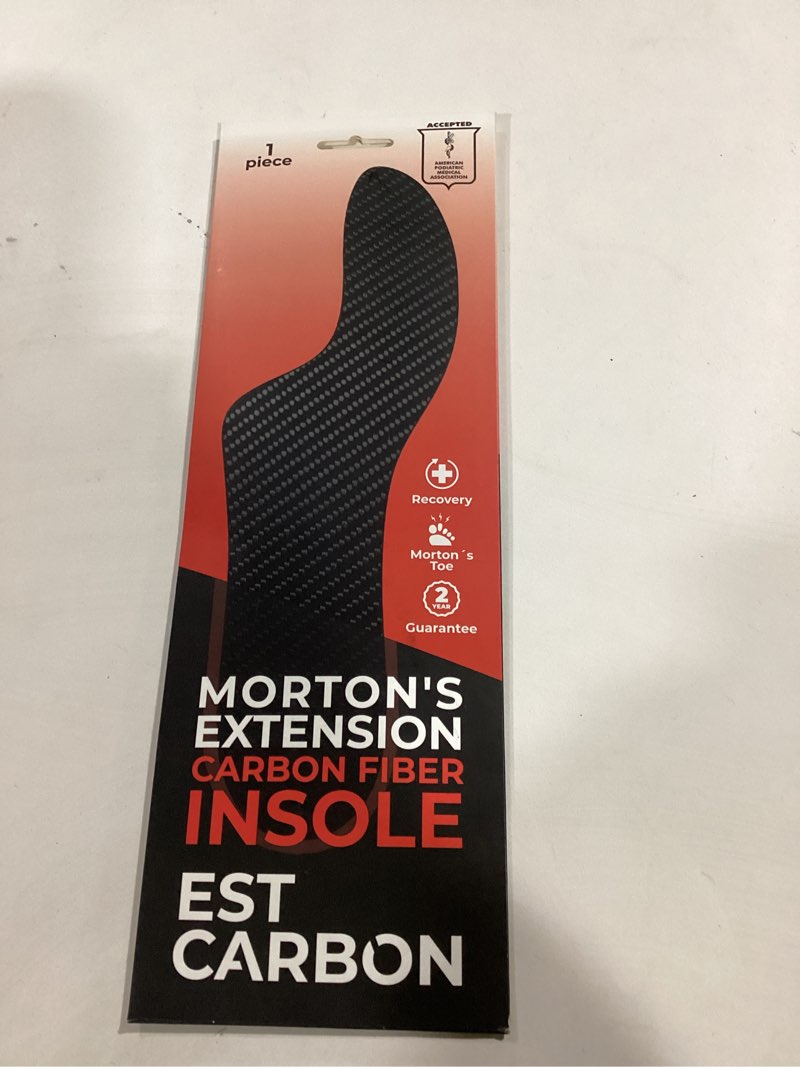 1
piece
ACCEPTED
AMERICAN
PODIATRIC
MEDICAL
ASSOCIATION
Recovery
Morton´s
Toe
2
YEAR
Guarantee
MORTON'S
EXTENSION
CARBON FIBER
INSOLE
EST
CARBON